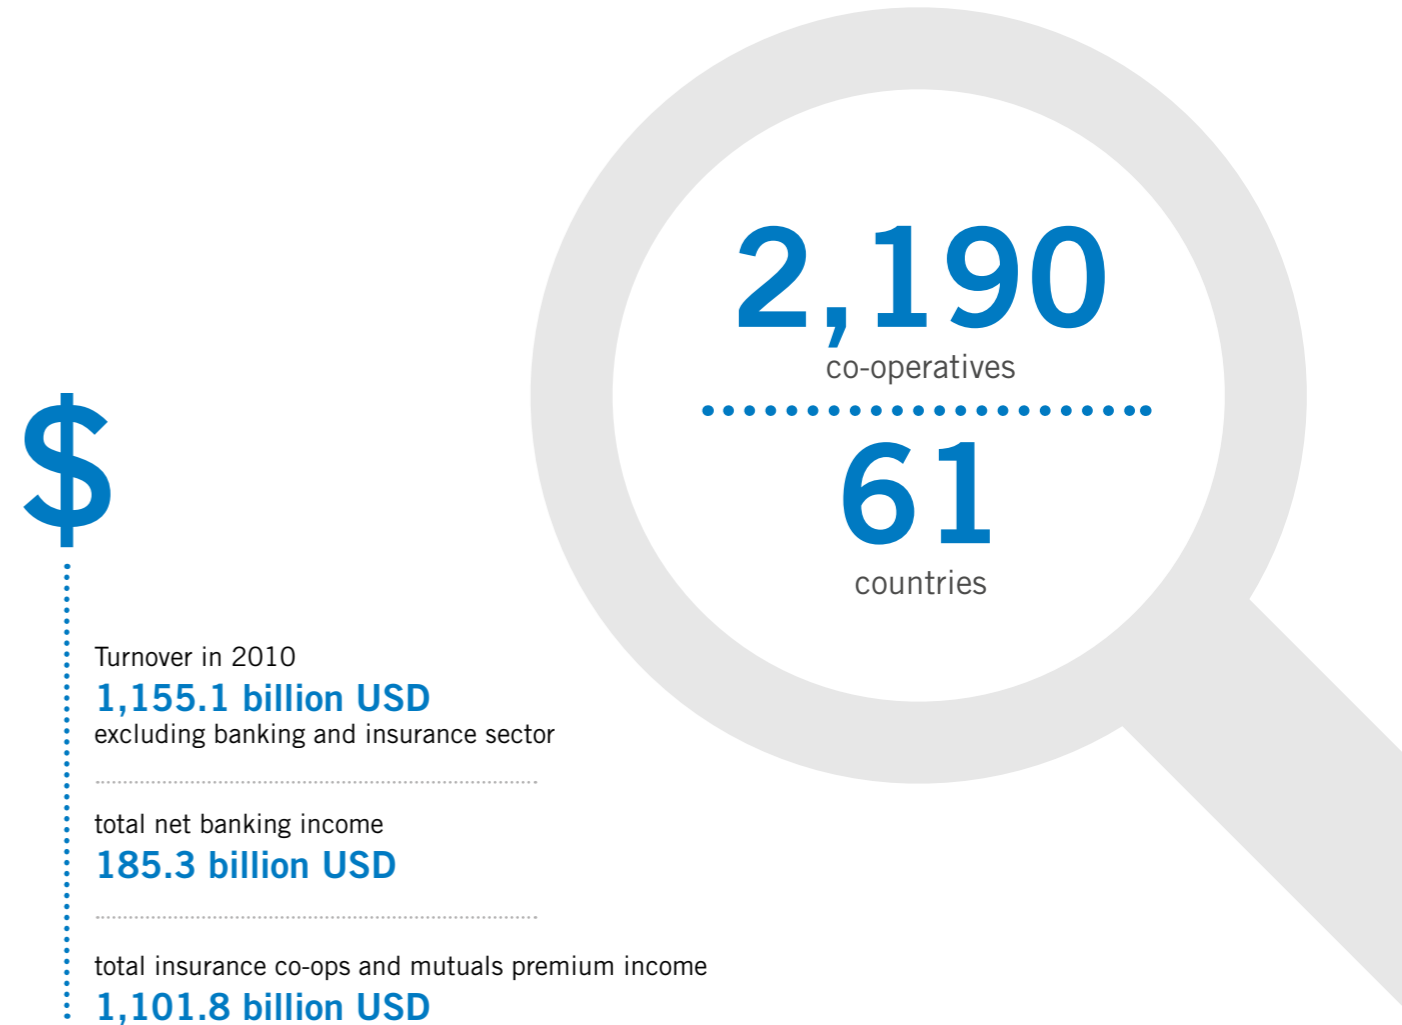 2,190
co-operatives
61
countries
$
Turnover in 2010
1,155.1 billion USD
excluding banking and insurance sector
total net banking income
185.3 billion USD
total insurance co-ops and mutuals premium income
1,101.8 billion USD